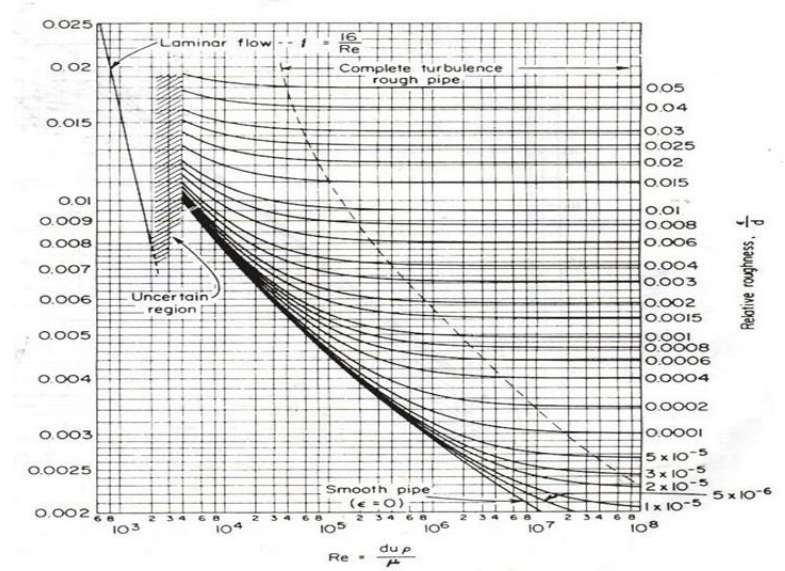 0.025
0.02
0.015
0.01
0.009
0.008
0.007
0.006
0.005
0.004
0.003
0.0025
0.002
Laminar flow -- f = 16/Re
Complete turbulence
rough pipe
Uncertain
region
Smooth pipe
(ϵ = 0)
0.05
0.04
0.03
0.025
0.02
0.015
0.01
0.008
0.006
0.004
0.003
0.002
0.0015
0.001
0.0008
0.0006
0.0004
0.0002
0.0001
5 x 10⁻⁵
3 x 10⁻⁵
2 x 10⁻⁵
1 x 10⁻⁵
5 x 10⁻⁶
Relative roughness, ϵ/d
6 8 2 3 4 6 8 2 3 4 6 8 2 3 4 6 8 2 3 4 6 8 2 3 4 6 8
10³ 10⁴ 10⁵ 10⁶ 10⁷ 10⁸
Re = duρ/μ